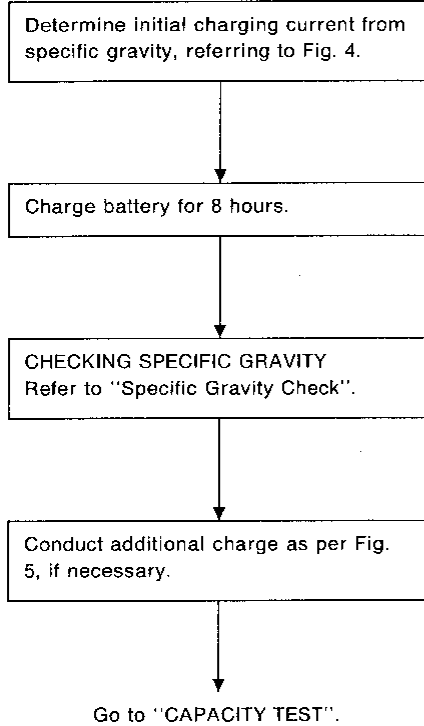 Determine initial charging current from
specific gravity, referring to Fig. 4.
Charge battery for 8 hours.
CHECKING SPECIFIC GRAVITY
Refer to "Specific Gravity Check".
Conduct additional charge as per Fig.
5, if necessary.
Go to "CAPACITY TEST".